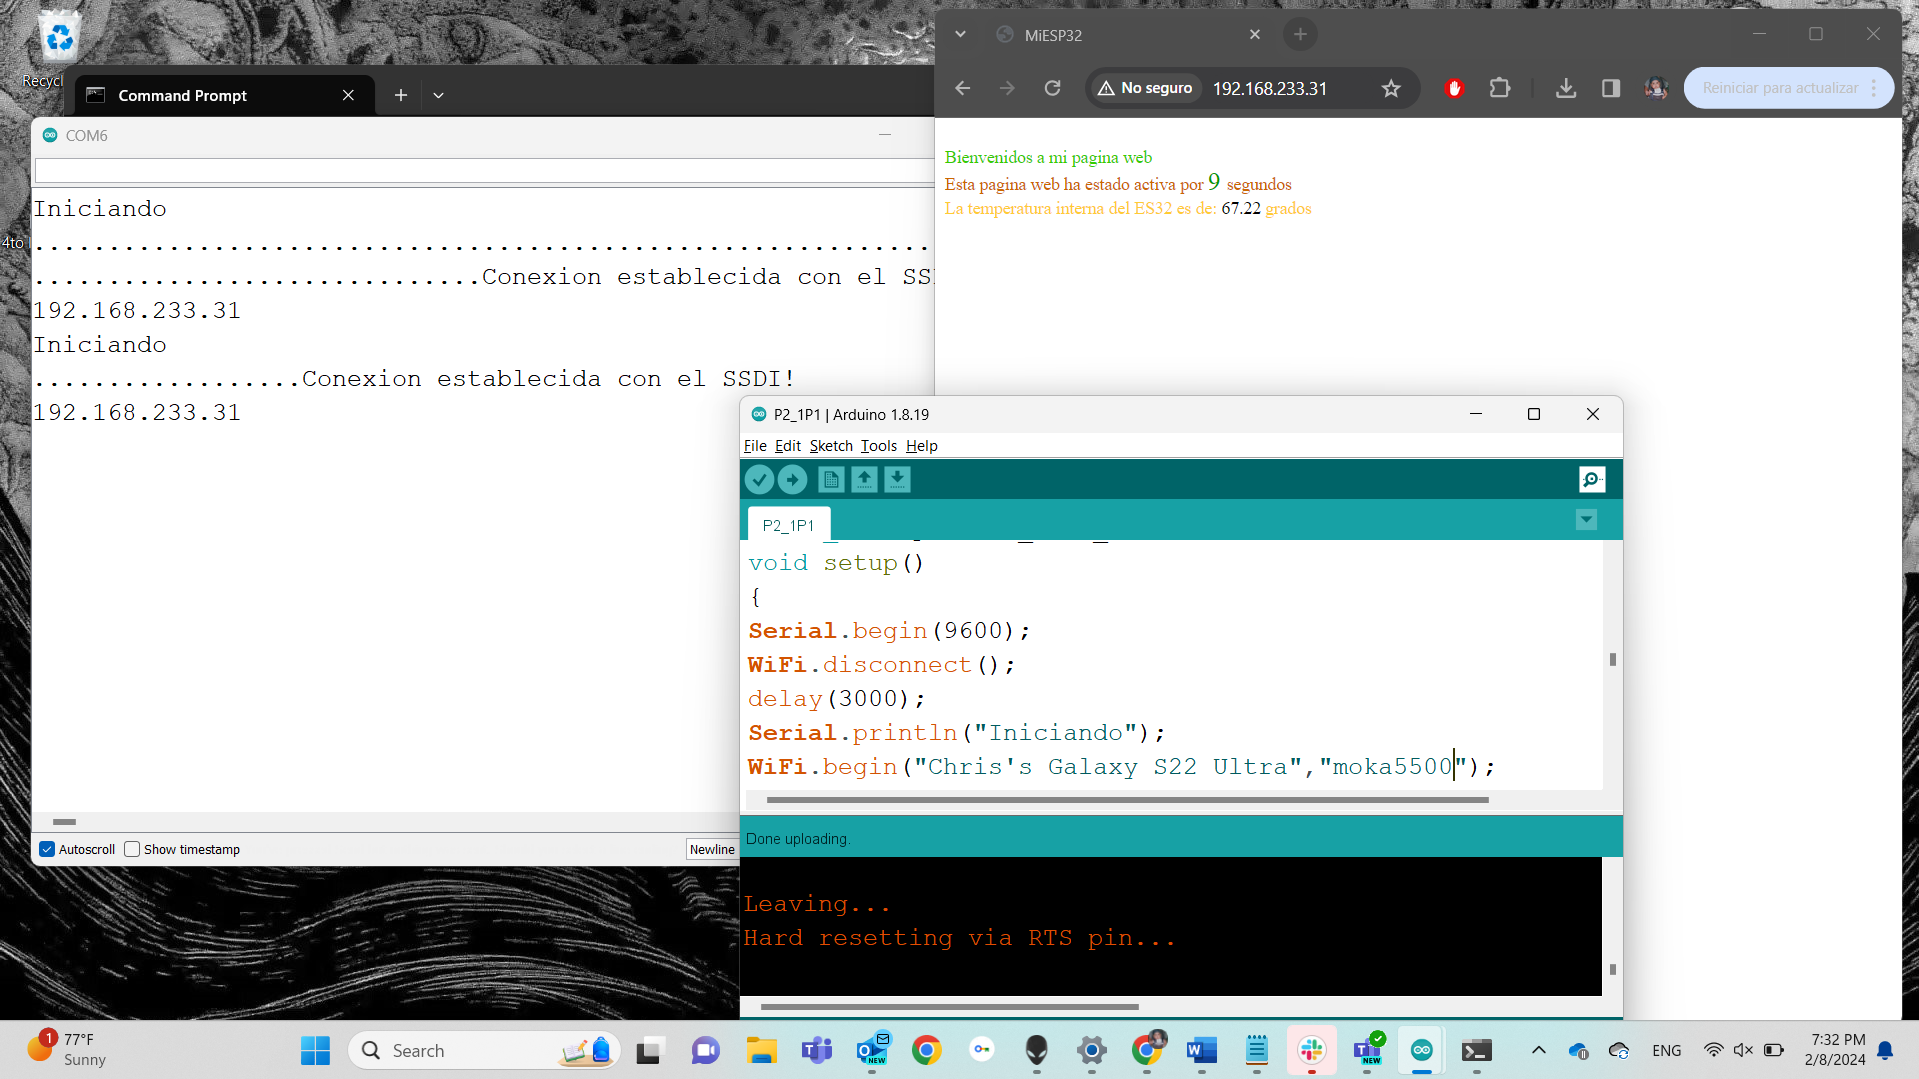 Recycl
4to
Command Prompt
COM6
Iniciando
..............................................................
..............................Conexion establecida con el SS
192.168.233.31
Iniciando
..................Conexion establecida con el SSDI!
192.168.233.31
Autoscroll
Show timestamp
Newline
MiESP32
No seguro
192.168.233.31
Reiniciar para actualizar
Bienvenidos a mi pagina web
Esta pagina web ha estado activa por 9 segundos
La temperatura interna del ES32 es de: 67.22 grados
P2_1P1 | Arduino 1.8.19
File Edit Sketch Tools Help
P2_1P1
void setup()
{
Serial.begin(9600);
WiFi.disconnect();
delay(3000);
Serial.println("Iniciando");
WiFi.begin("Chris's Galaxy S22 Ultra","moka5500");
Done uploading.
Leaving...
Hard resetting via RTS pin...
1
77°F
Sunny
Search
NEW
W
NEW
ENG
7:32 PM
2/8/2024